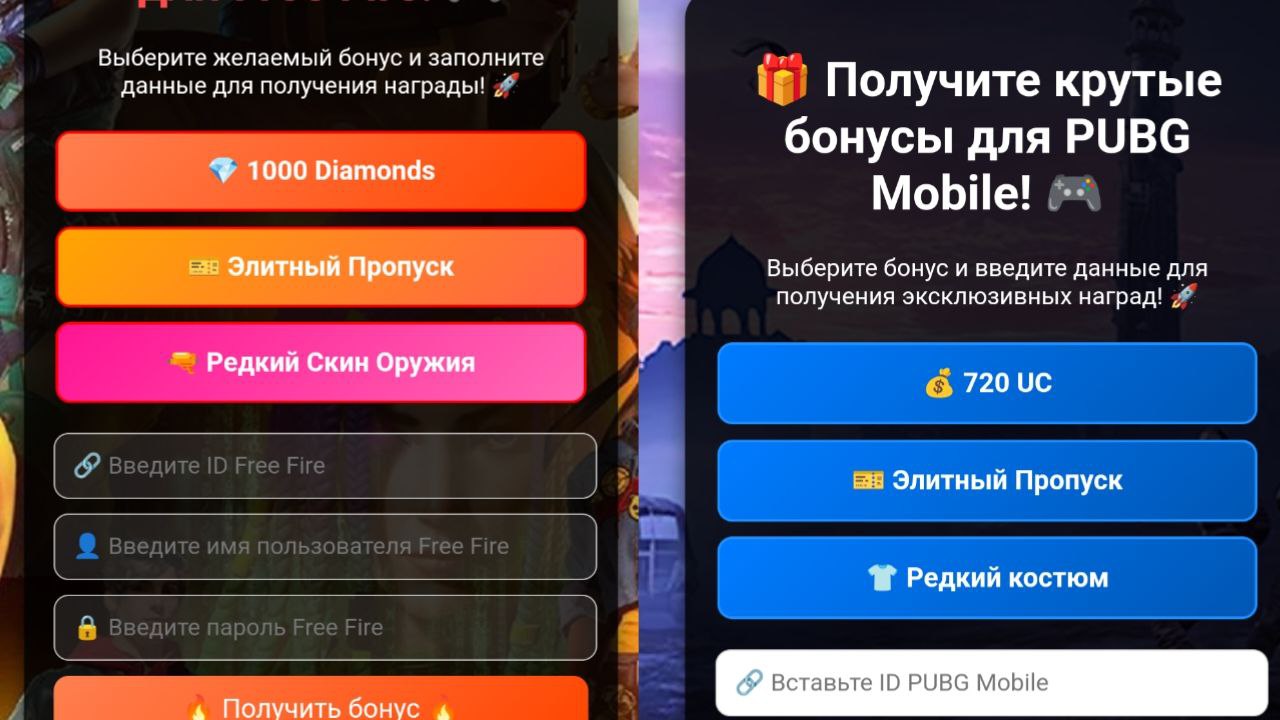 Выберите желаемый бонус и заполните
данные для получения награды! 🚀
💎 1000 Diamonds
🎫 Элитный Пропуск
🔫 Редкий Скин Оружия
🔗 Введите ID Free Fire
👤 Введите имя пользователя Free Fire
🔒 Введите пароль Free Fire
🔥 Получить бонус 🔥
🎁 Получите крутые
бонусы для PUBG
Mobile! 🎮
Выберите бонус и введите данные для
получения эксклюзивных наград! 🚀
💰 720 UC
🎫 Элитный Пропуск
👕 Редкий костюм
🔗 Вставьте ID PUBG Mobile